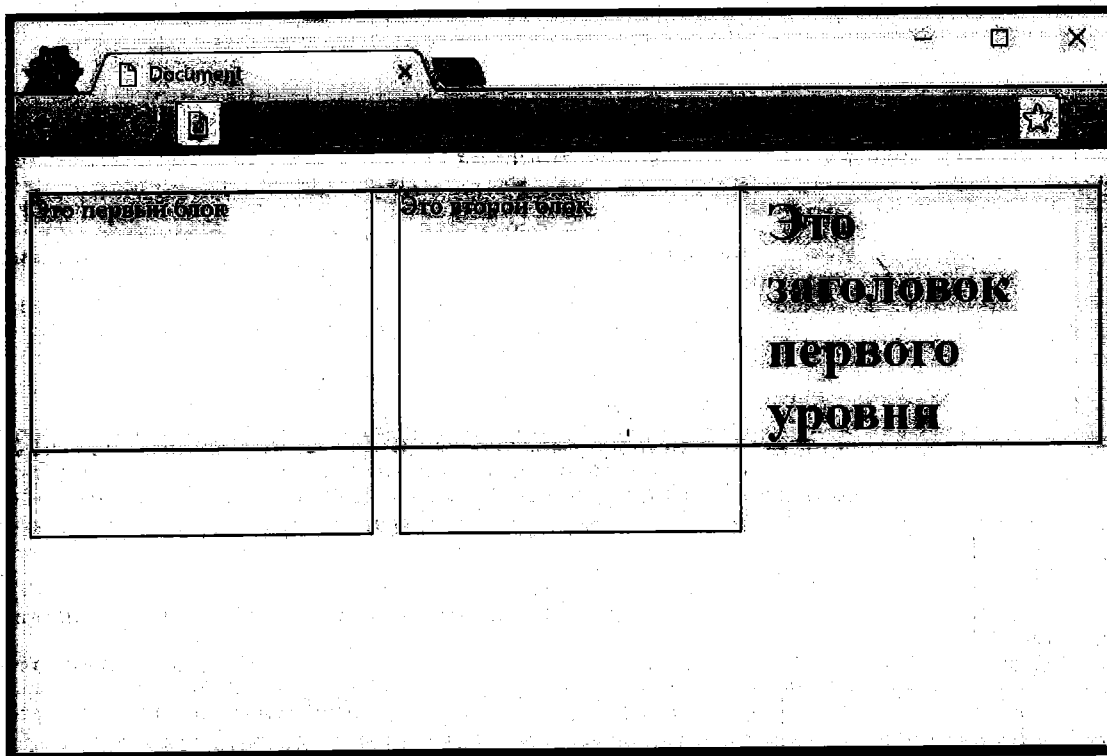 Document
Это первый блок
Это второй блок
Это
заголовок
первого
уровня